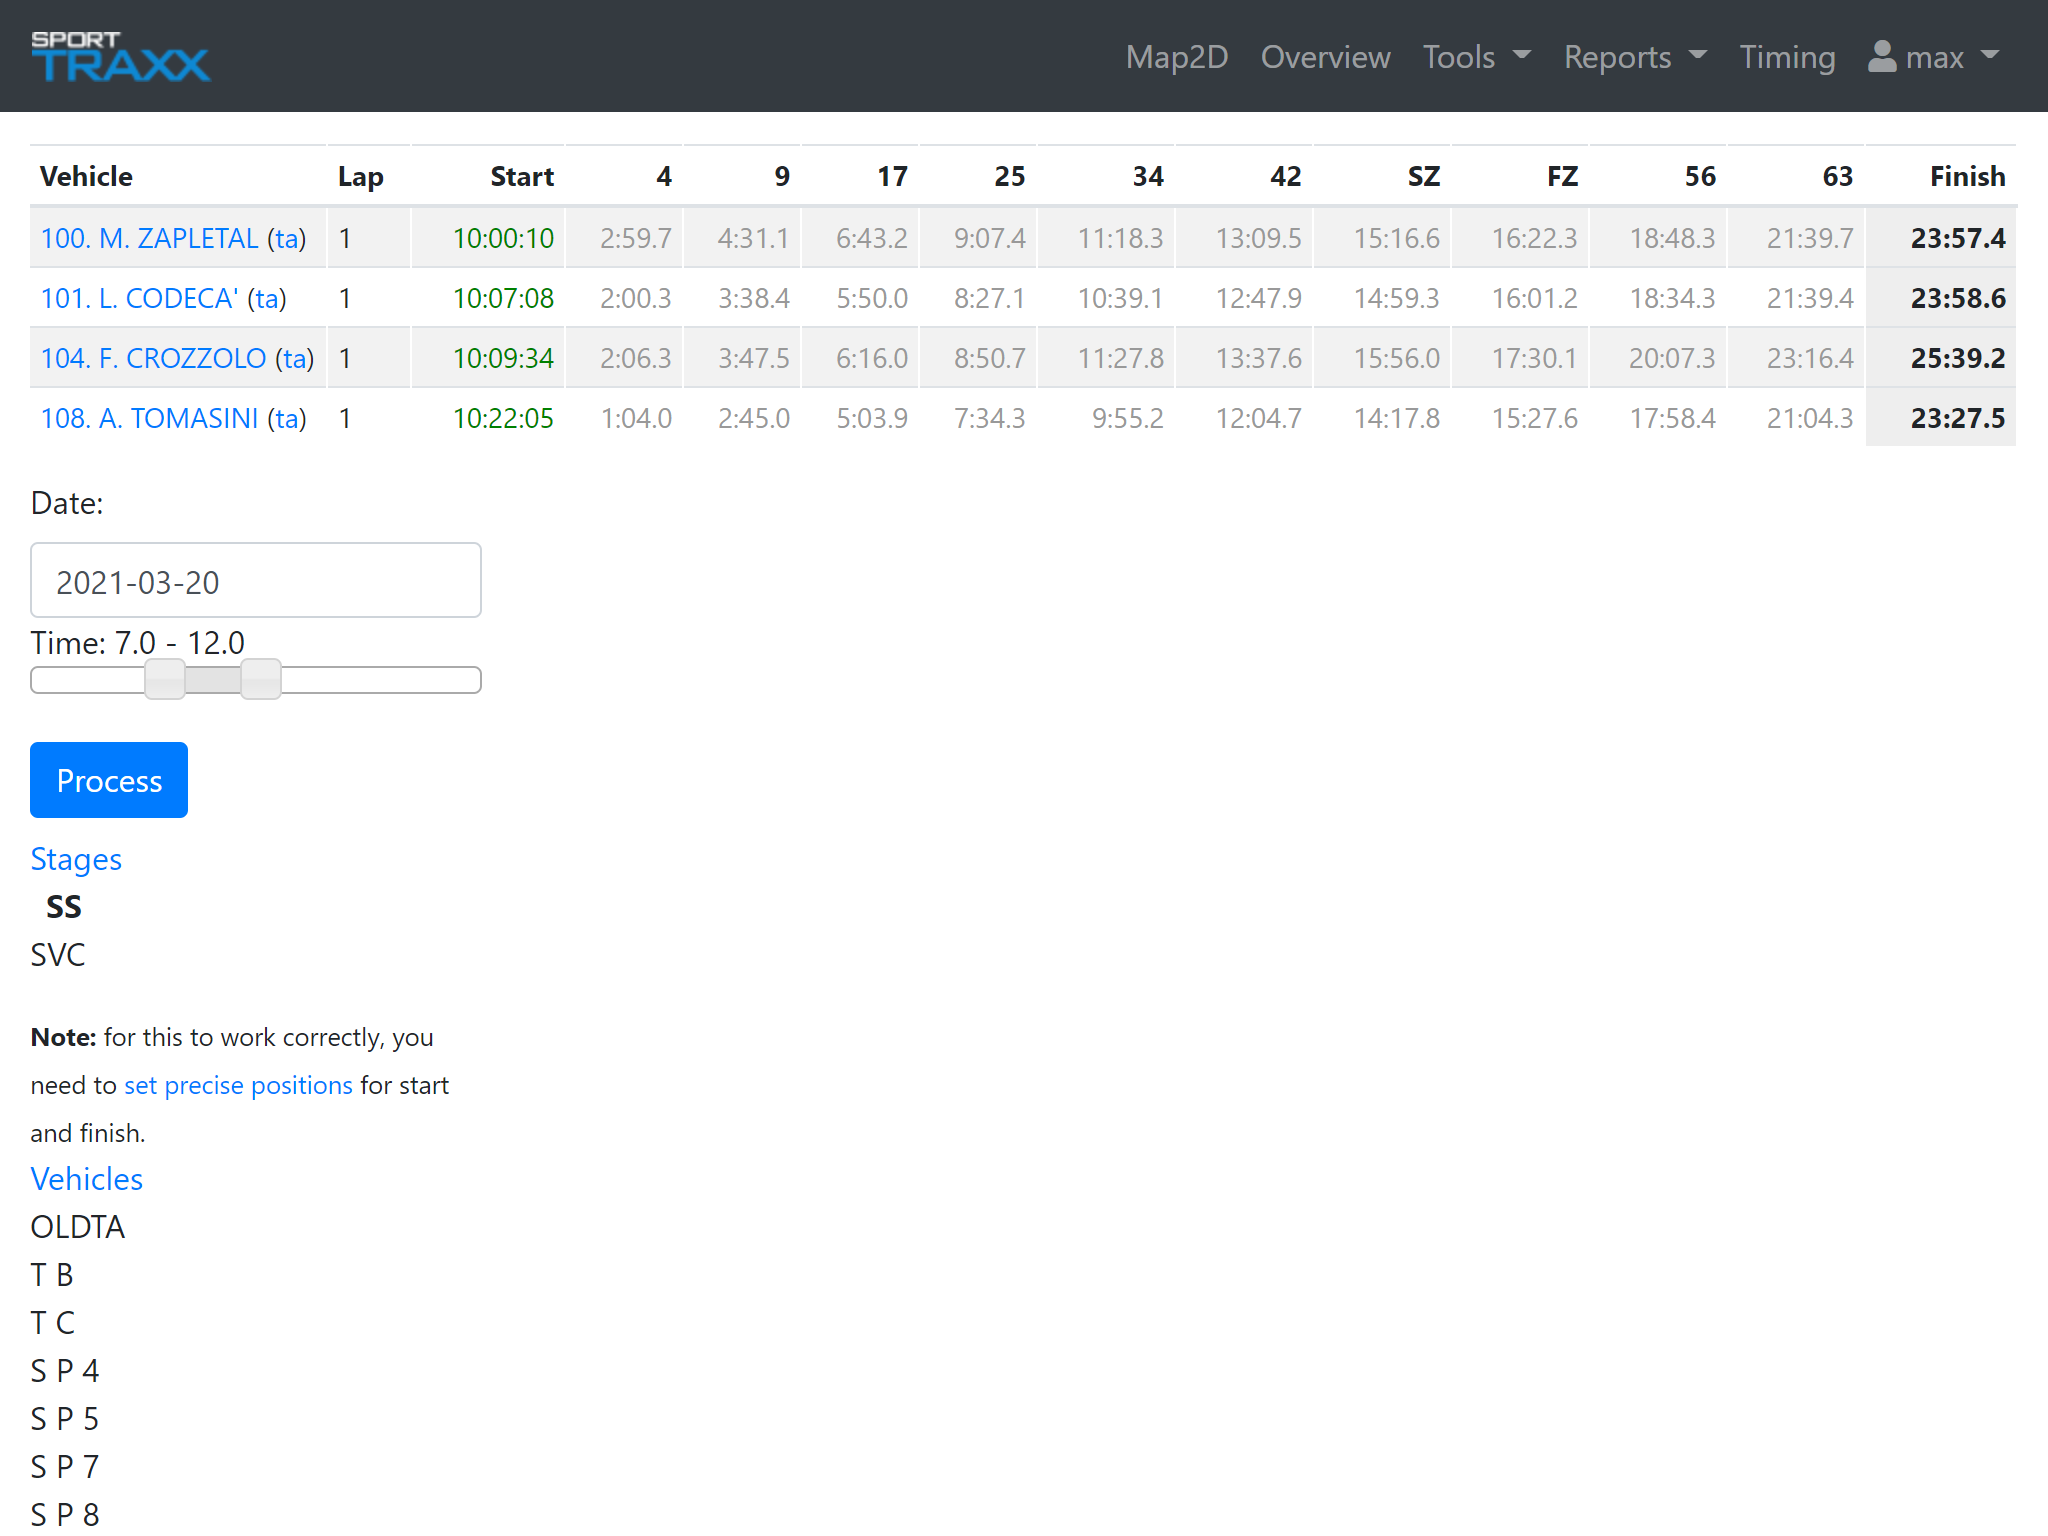 SPORT
TRAXX
Map2D Overview Tools Reports Timing max
Vehicle Lap Start 4 9 17 25 34 42 SZ FZ 56 63 Finish
100. M. ZAPLETAL (ta) 1 10:00:10 2:59.7 4:31.1 6:43.2 9:07.4 11:18.3 13:09.5 15:16.6 16:22.3 18:48.3 21:39.7 23:57.4
101. L. CODECA' (ta) 1 10:07:08 2:00.3 3:38.4 5:50.0 8:27.1 10:39.1 12:47.9 14:59.3 16:01.2 18:34.3 21:39.4 23:58.6
104. F. CROZZOLO (ta) 1 10:09:34 2:06.3 3:47.5 6:16.0 8:50.7 11:27.8 13:37.6 15:56.0 17:30.1 20:07.3 23:16.4 25:39.2
108. A. TOMASINI (ta) 1 10:22:05 1:04.0 2:45.0 5:03.9 7:34.3 9:55.2 12:04.7 14:17.8 15:27.6 17:58.4 21:04.3 23:27.5
Date:
2021-03-20
Time: 7.0 - 12.0
Process
Stages
SS
SVC
Note: for this to work correctly, you
need to set precise positions for start
and finish.
Vehicles
OLDTA
T B
T C
S P 4
S P 5
S P 7
S P 8